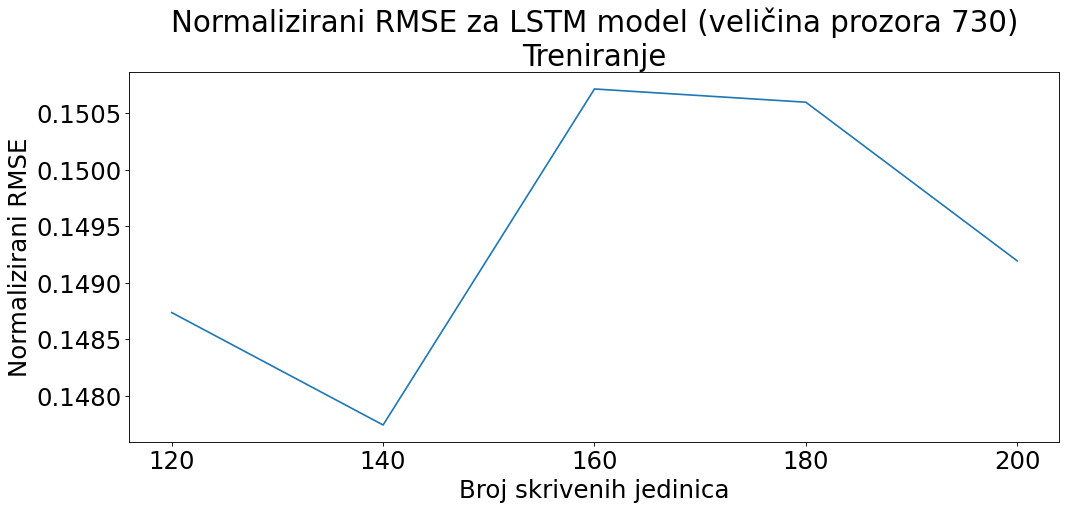 Normalizirani RMSE za LSTM model (veličina prozora 730)
Treniranje
Normalizirani RMSE
0.1505
0.1500
0.1495
0.1490
0.1485
0.1480
120 140 160 180 200
Broj skrivenih jedinica